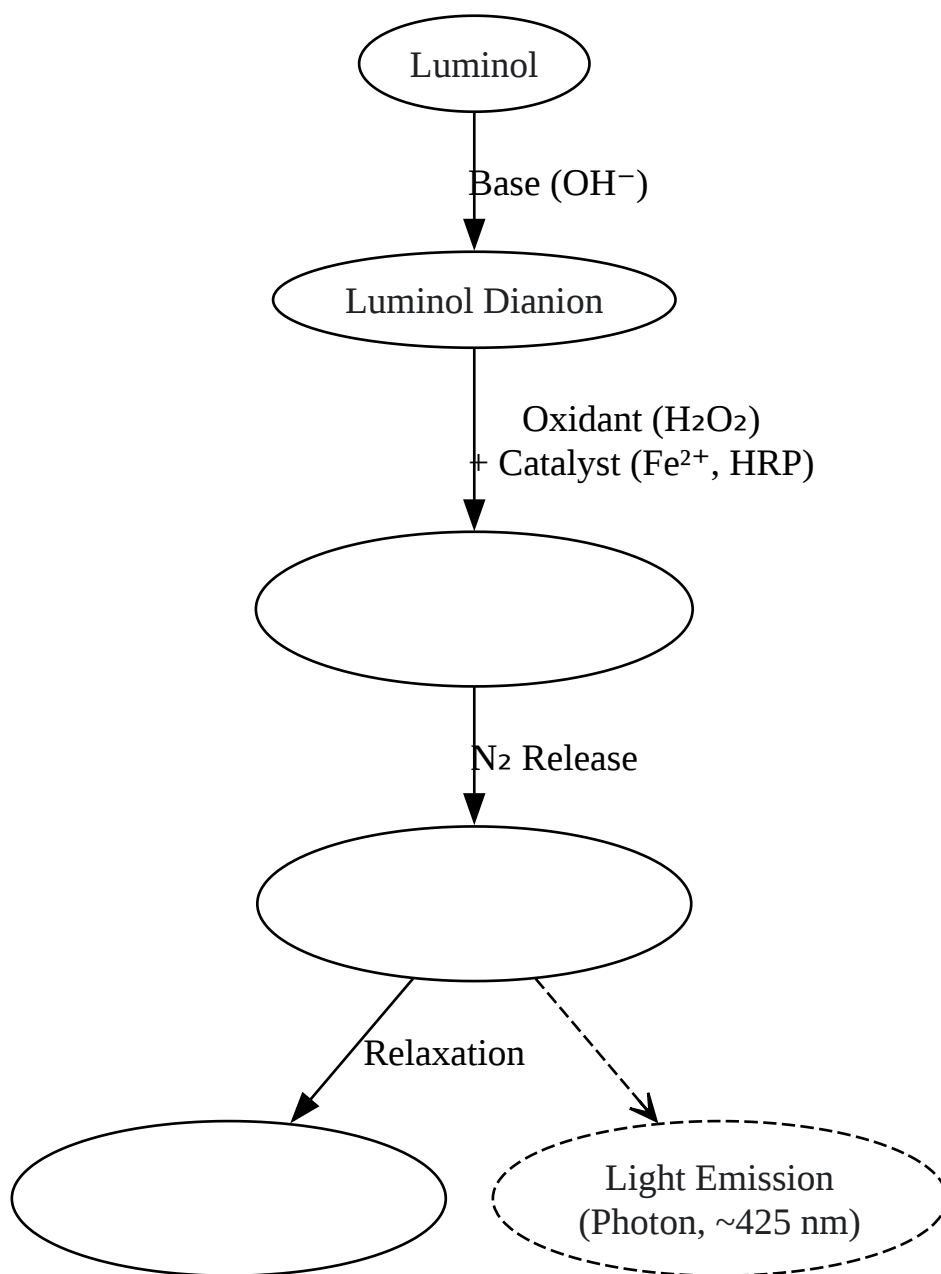 Luminol
Base (OH⁻)
Luminol Dianion
Oxidant (H₂O₂)
+ Catalyst (Fe²⁺, HRP)
N₂ Release
Relaxation
Light Emission
(Photon, ~425 nm)